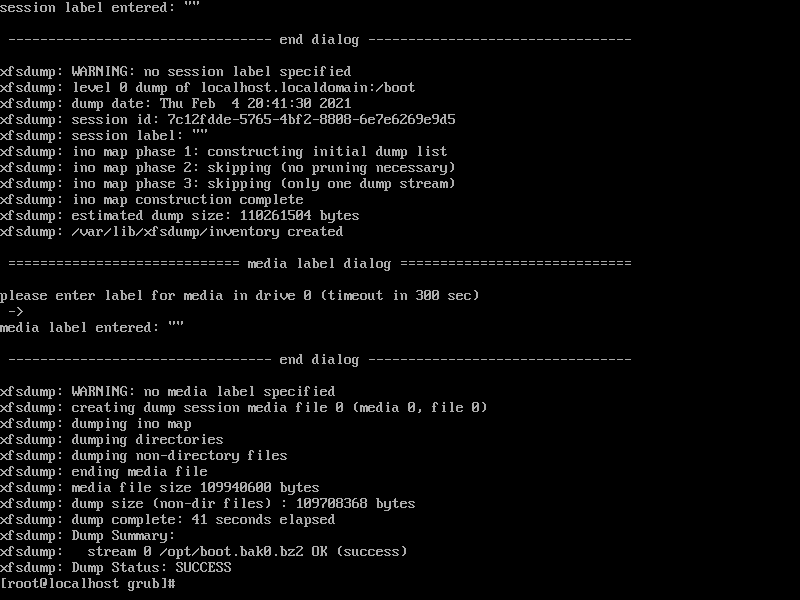 session label entered: ""
-------------------------------- end dialog ---------------------------------
xfsdump: WARNING: no session label specified
xfsdump: level 0 dump of localhost.localdomain:/boot
xfsdump: dump date: Thu Feb  4 20:41:30 2021
xfsdump: session id: 7c12fdde-5765-4bf2-8808-6e7e6269e9d5
xfsdump: session label: ""
xfsdump: ino map phase 1: constructing initial dump list
xfsdump: ino map phase 2: skipping (no pruning necessary)
xfsdump: ino map phase 3: skipping (only one dump stream)
xfsdump: ino map construction complete
xfsdump: estimated dump size: 110261504 bytes
xfsdump: /var/lib/xfsdump/inventory created
============================= media label dialog =============================
please enter label for media in drive 0 (timeout in 300 sec)
 ->
media label entered: ""
-------------------------------- end dialog ---------------------------------
xfsdump: WARNING: no media label specified
xfsdump: creating dump session media file 0 (media 0, file 0)
xfsdump: dumping ino map
xfsdump: dumping directories
xfsdump: dumping non-directory files
xfsdump: ending media file
xfsdump: media file size 109940600 bytes
xfsdump: dump size (non-dir files) : 109708368 bytes
xfsdump: dump complete: 41 seconds elapsed
xfsdump: Dump Summary:
xfsdump:   stream 0 /opt/boot.bak0.bz2 OK (success)
xfsdump: Dump Status: SUCCESS
[root@localhost grub]#